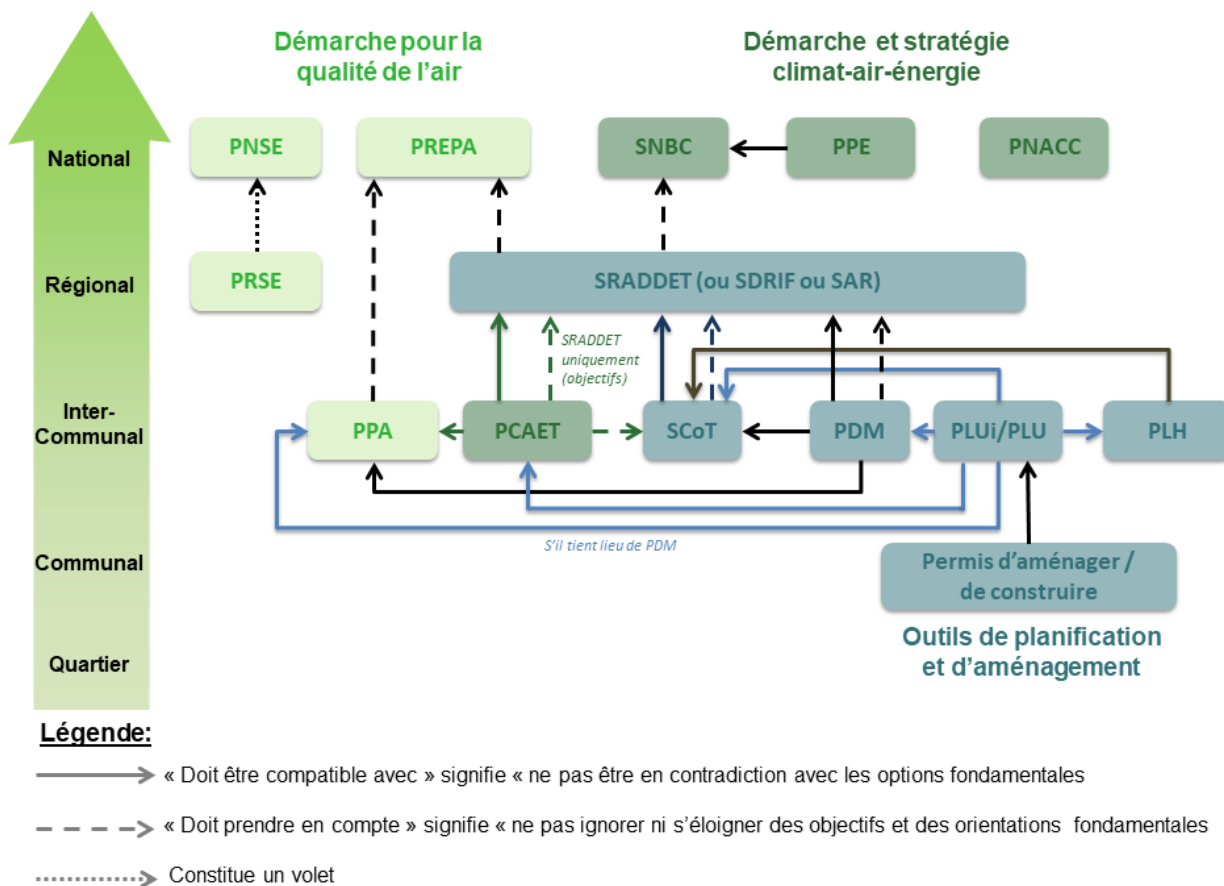 Démarche pour la
qualité de l'air
Démarche et stratégie
climat-air-énergie
National
PNSE
PREPA
SNBC
PPE
PNACC
Régional
PRSE
SRADDET (ou SDRIF ou SAR)
SRADDET
uniquement
(objectifs)
Inter-
Communal
PPA
PCAET
SCoT
PDM
PLUi/PLU
PLH
S'il tient lieu de PDM
Communal
Permis d'aménager /
de construire
Quartier
Outils de planification
et d'aménagement
Légende:
« Doit être compatible avec » signifie « ne pas être en contradiction avec les options fondamentales
« Doit prendre en compte » signifie « ne pas ignorer ni s'éloigner des objectifs et des orientations fondamentales
Constitue un volet